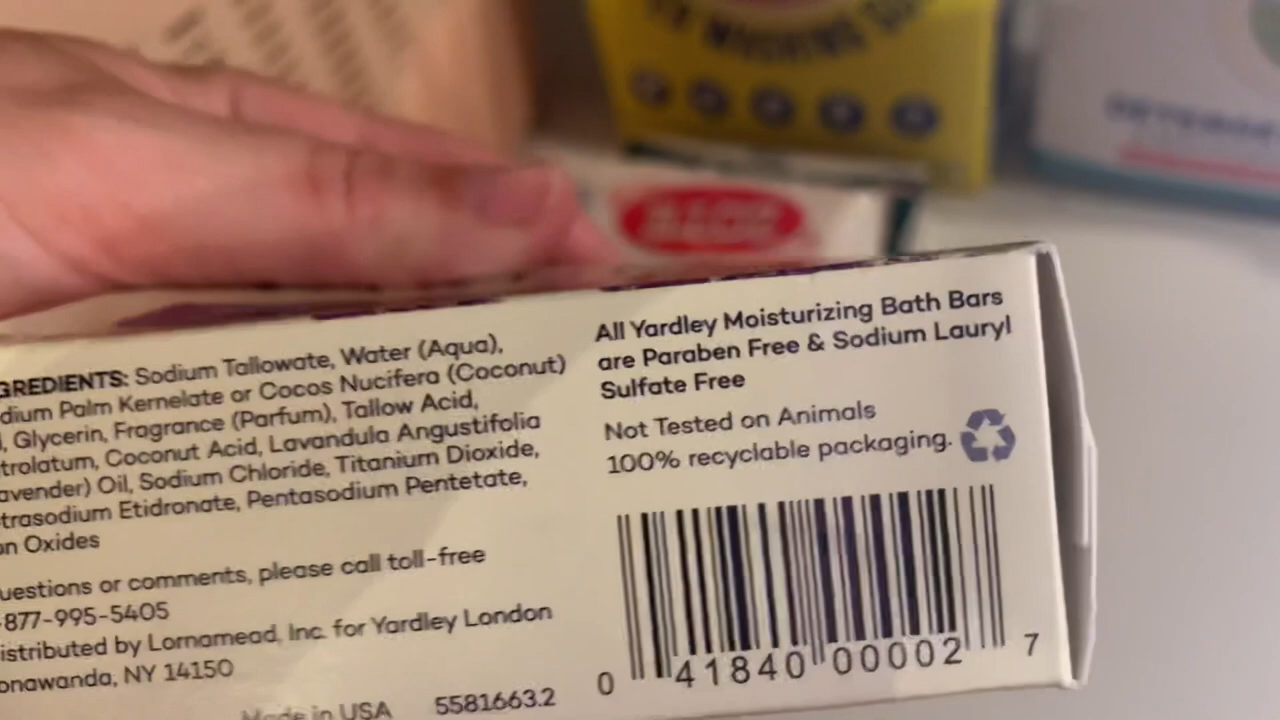 WASHING
DETERGE
ALOE
GREDIENTS: Sodium Tallowate, Water (Aqua),
dium Palm Kernelate or Cocos Nucifera (Coconut)
, Glycerin, Fragrance (Parfum), Tallow Acid,
trolatum, Coconut Acid, Lavandula Angustifolia
avender) Oil, Sodium Chloride, Titanium Dioxide,
trasodium Etidronate, Pentasodium Pentetate,
on Oxides
uestions or comments, please call toll-free
-877-995-5405
istributed by Lornamead, Inc. for Yardley London
onawanda, NY 14150
Made in USA 5581663.2
All Yardley Moisturizing Bath Bars
are Paraben Free & Sodium Lauryl
Sulfate Free
Not Tested on Animals
100% recyclable packaging.
0 41840 00002 7